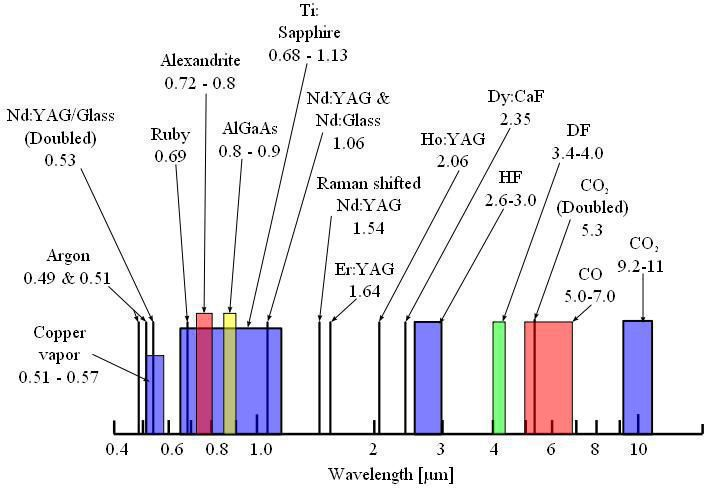 Ti:
Sapphire
0.68 - 1.13
Alexandrite
0.72 - 0.8
Nd:YAG/Glass
(Doubled)
0.53
Ruby
0.69
AlGaAs
0.8 - 0.9
Nd:YAG &
Nd:Glass
1.06
Dy:CaF
2.35
Ho:YAG
2.06
DF
3.4-4.0
Raman shifted
Nd:YAG
1.54
HF
2.6-3.0
CO₂
(Doubled)
5.3
Argon
0.49 & 0.51
Er:YAG
1.64
CO
5.0-7.0
CO₂
9.2-11
Copper
vapor
0.51 - 0.57
0.4 0.6 0.8 1.0 2 3 4 6 8 10
Wavelength [μm]